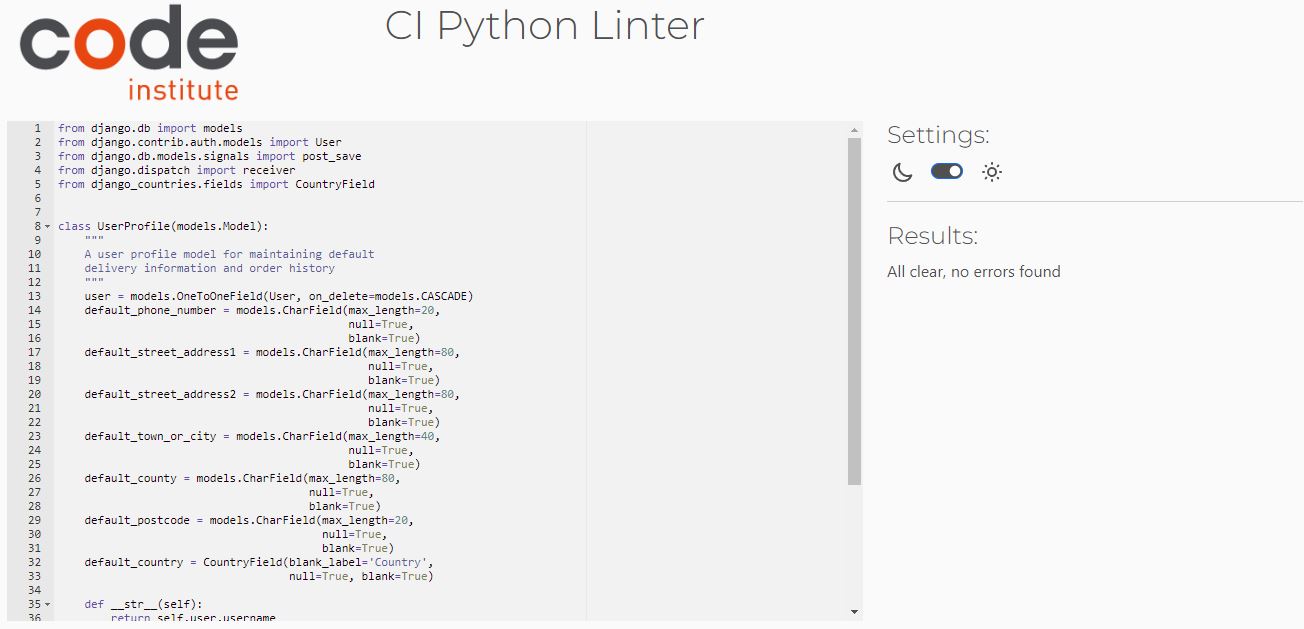 code
institute
CI Python Linter
1 from django.db import models
2 from django.contrib.auth.models import User
3 from django.db.models.signals import post_save
4 from django.dispatch import receiver
5 from django_countries.fields import CountryField
6
7
8 class UserProfile(models.Model):
9     """
10     A user profile model for maintaining default
11     delivery information and order history
12     """
13     user = models.OneToOneField(User, on_delete=models.CASCADE)
14     default_phone_number = models.CharField(max_length=20,
15                                             null=True,
16                                             blank=True)
17     default_street_address1 = models.CharField(max_length=80,
18                                                null=True,
19                                                blank=True)
20     default_street_address2 = models.CharField(max_length=80,
21                                                null=True,
22                                                blank=True)
23     default_town_or_city = models.CharField(max_length=40,
24                                             null=True,
25                                             blank=True)
26     default_county = models.CharField(max_length=80,
27                                       null=True,
28                                       blank=True)
29     default_postcode = models.CharField(max_length=20,
30                                         null=True,
31                                         blank=True)
32     default_country = CountryField(blank_label='Country',
33                                    null=True, blank=True)
34
35     def __str__(self):
36         return self.user.username
Settings:
Results:
All clear, no errors found